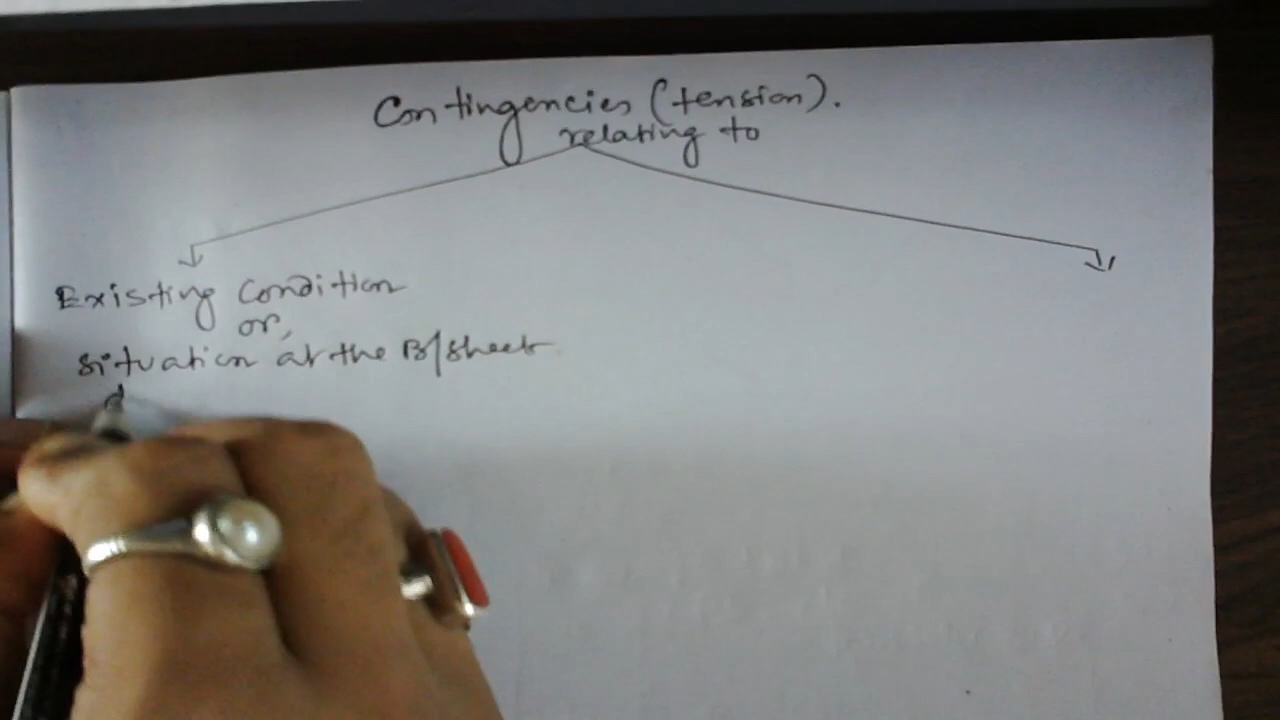 Contingencies (tension).
relating to
Existing Condition
or,
situation at the B/Sheet
d